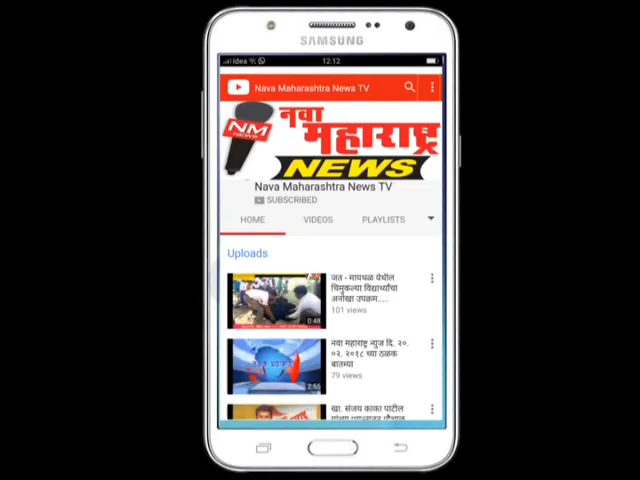 SAMSUNG
Idea 12:12
Nava Maharashtra News TV
NM
NEWS
नवा
महाराष्ट्र
NEWS
Nava Maharashtra News TV
SUBSCRIBED
HOME VIDEOS PLAYLISTS
Uploads
जत - मायथळ येथील
चिमुकल्या विद्यार्थ्यांचा
अनोखा उपक्रम.....
101 views
0:48
नवा महाराष्ट्र न्युज दि. २०.
०२. २०१८ च्या ठळक
बातम्या
79 views
2:55
खा. संजय काका पाटील